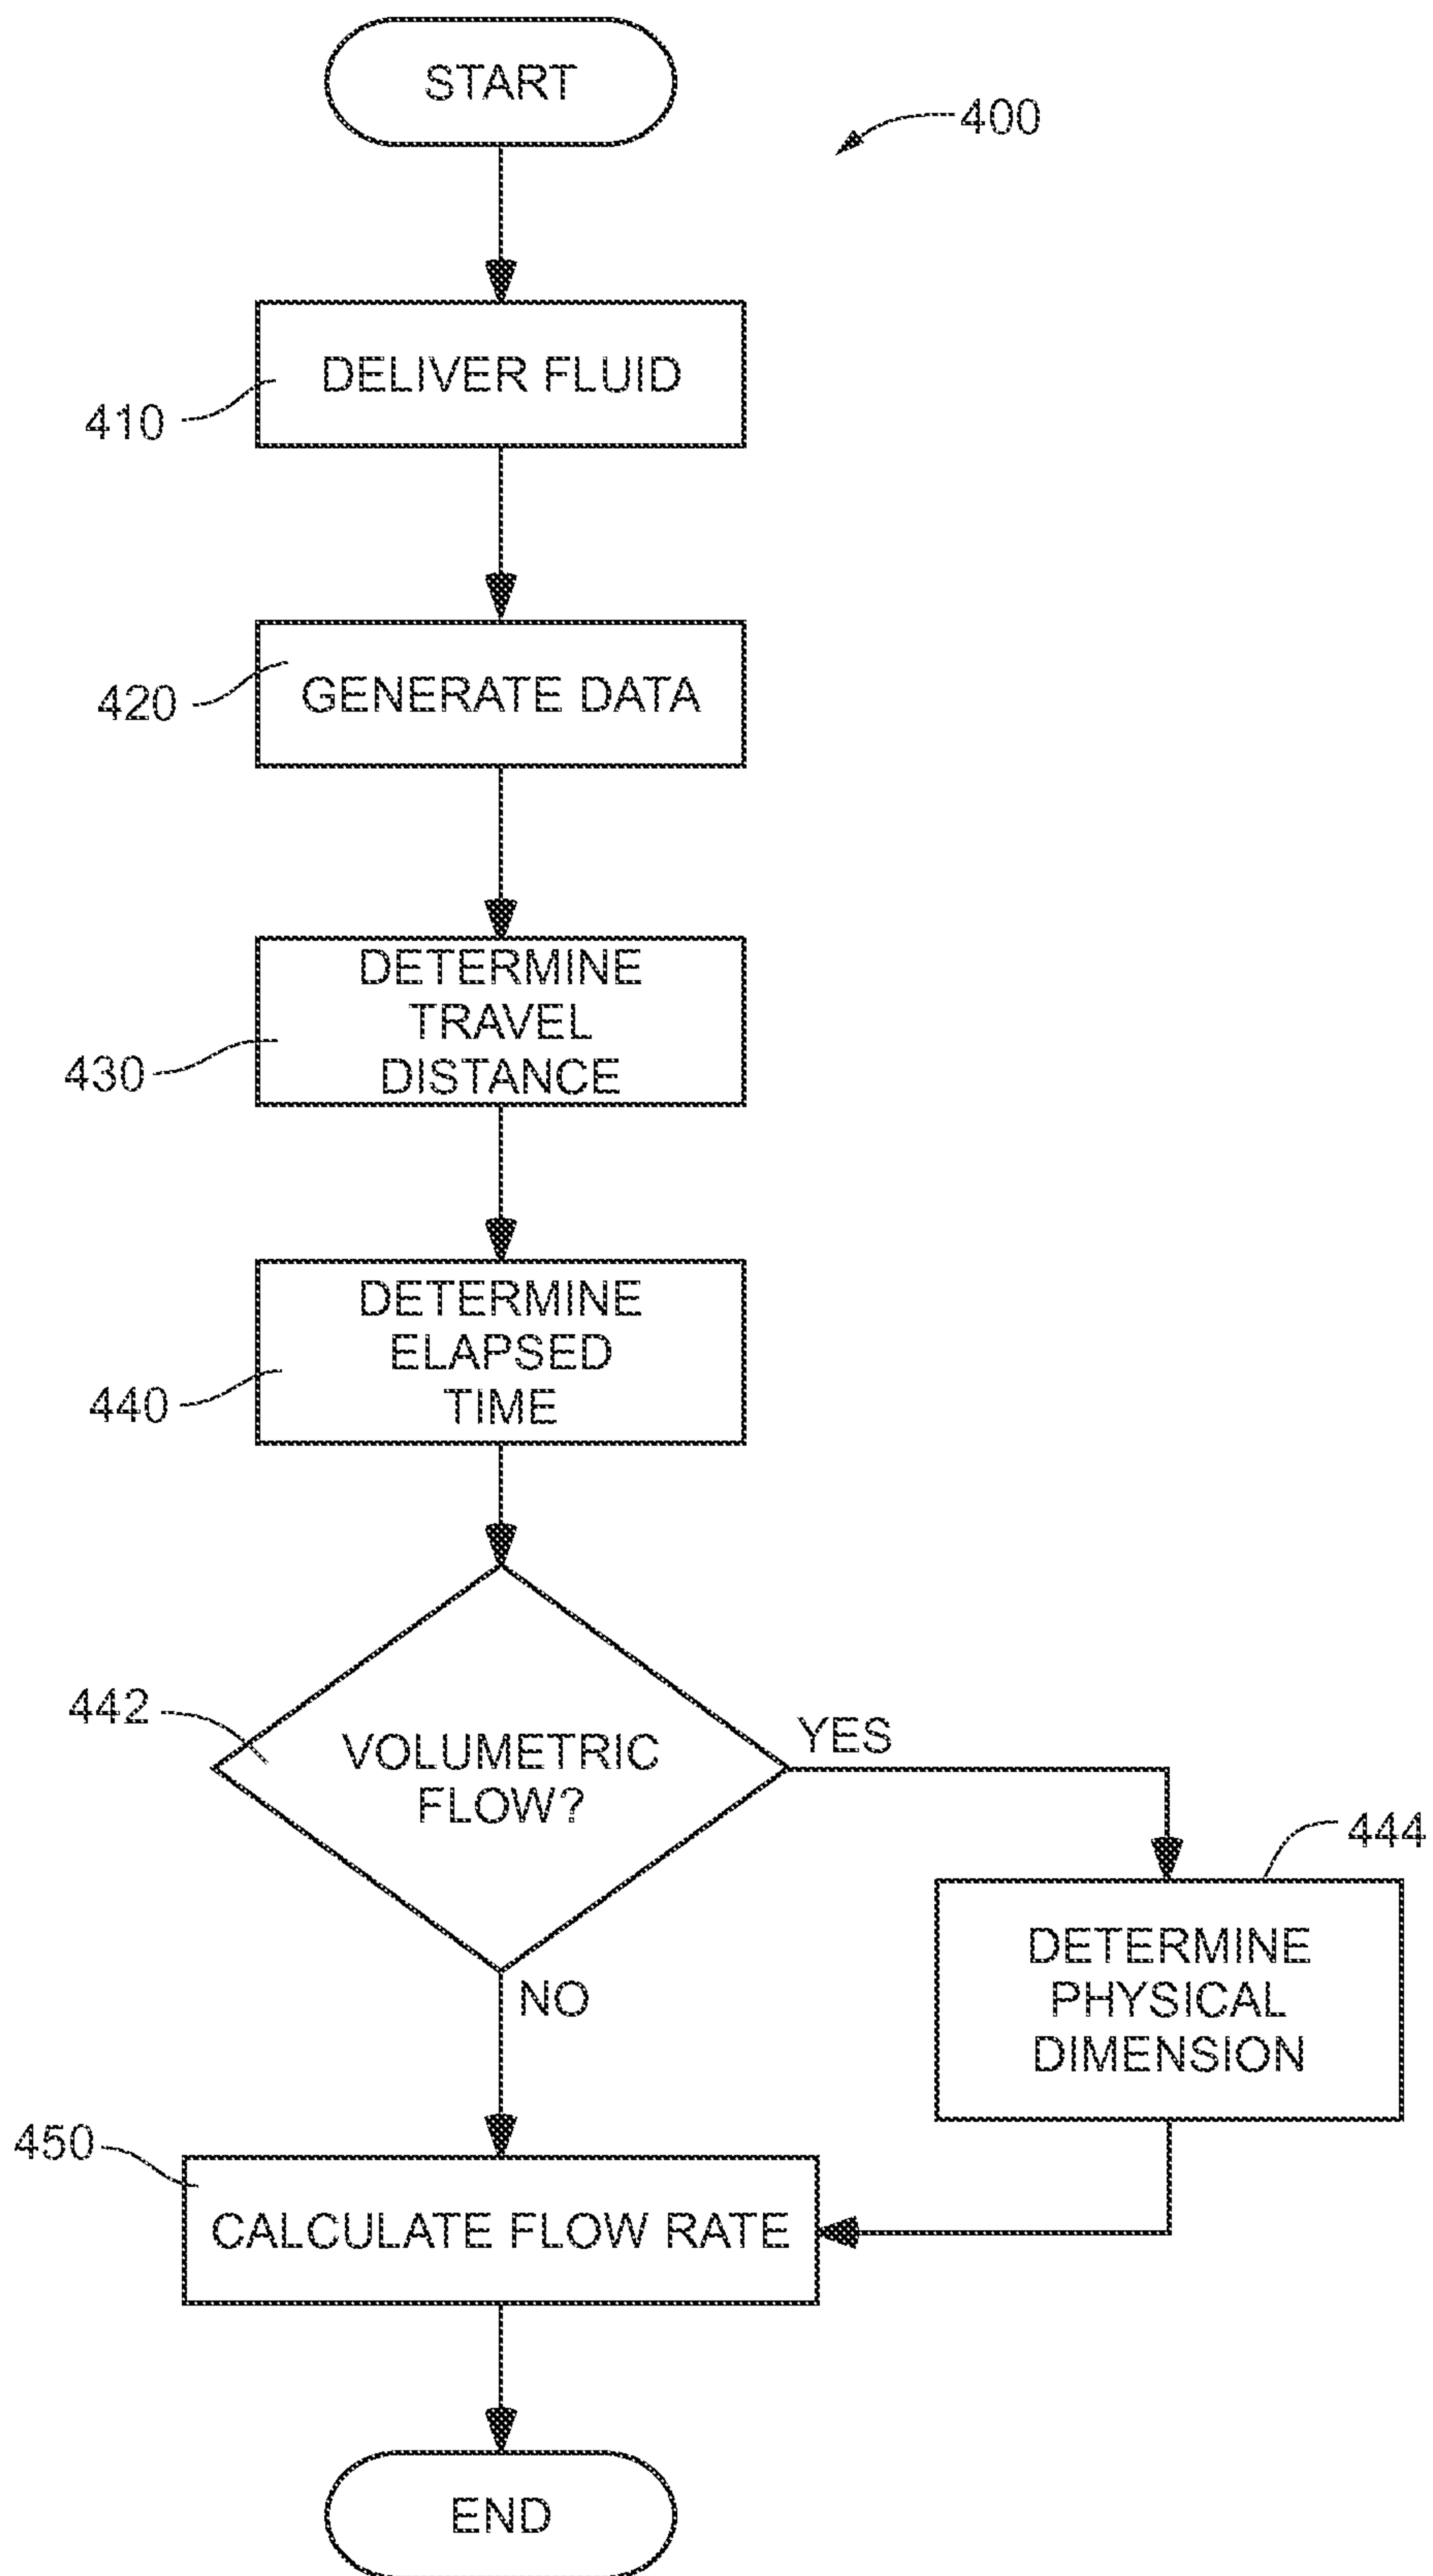 START
400
DELIVER FLUID
410
GENERATE DATA
420
DETERMINE
TRAVEL
DISTANCE
430
DETERMINE
ELAPSED
TIME
440
442
VOLUMETRIC
FLOW?
YES
444
DETERMINE
PHYSICAL
DIMENSION
NO
450
CALCULATE FLOW RATE
END